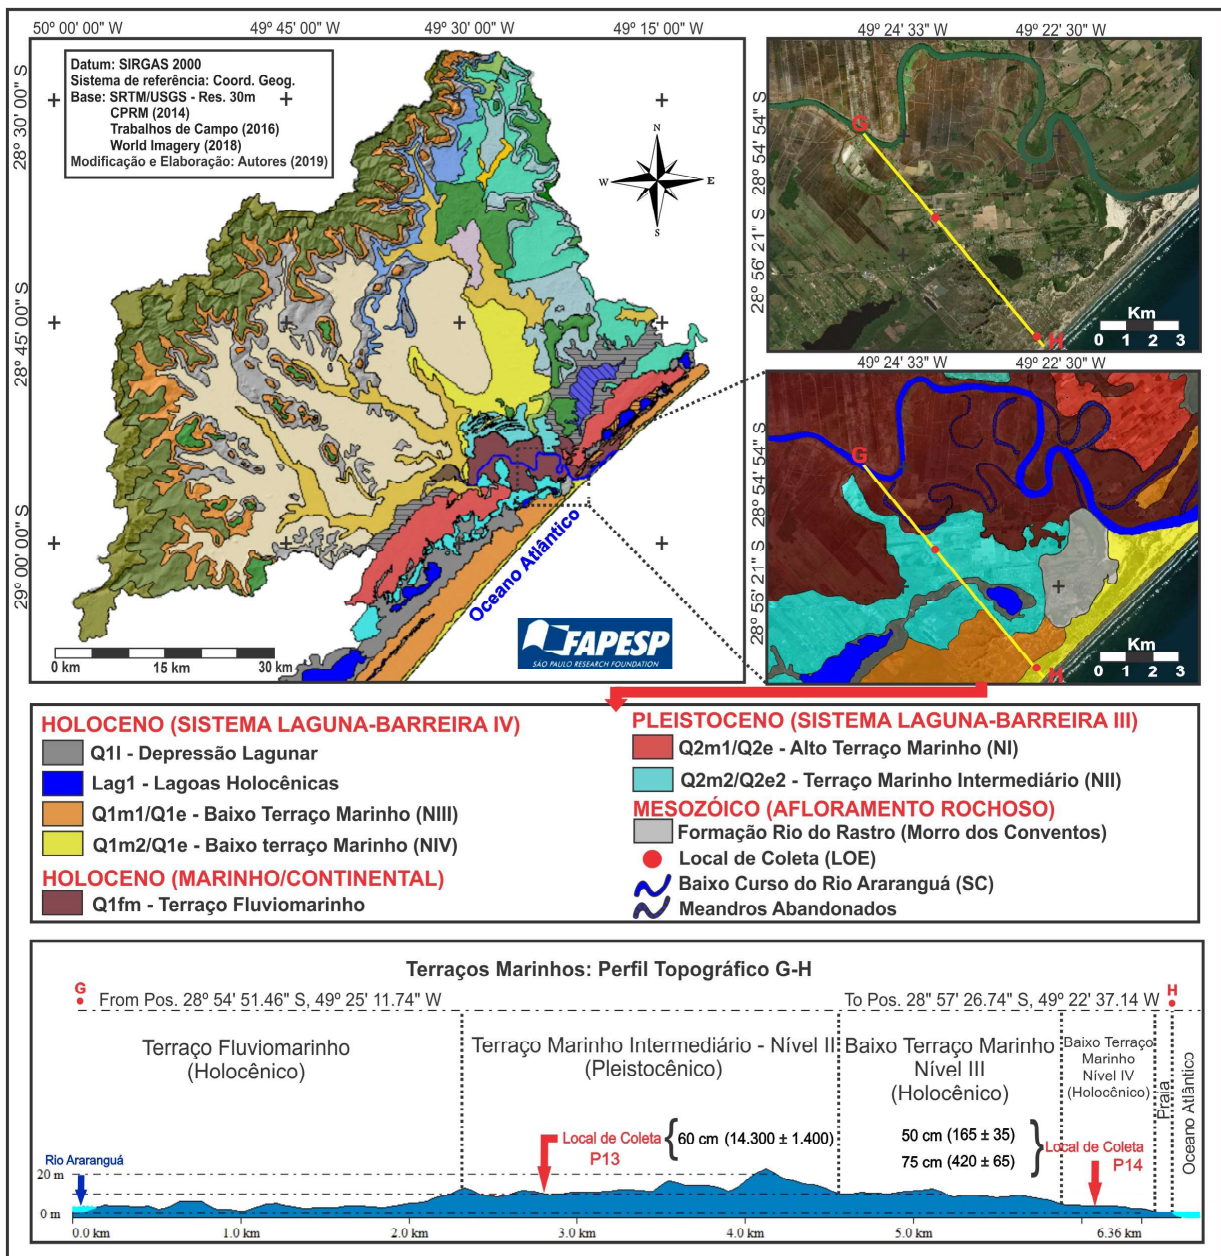 50° 00' 00" W
49° 45' 00" W
49° 30' 00" W
49° 15' 00" W
28° 30' 00" S
28° 45' 00" S
29° 00' 00" S
Datum: SIRGAS 2000
Sistema de referência: Coord. Geog.
Base: SRTM/USGS - Res. 30m
CPRM (2014)
Trabalhos de Campo (2016)
World Imagery (2018)
Modificação e Elaboração: Autores (2019)
N
W E
S
Oceano Atlântico
FAPESP
SÃO PAULO RESEARCH FOUNDATION
0 km 15 km 30 km
49° 24' 33" W
49° 22' 30" W
28° 54' 54" S
28° 56' 21" S
G
H
Km
0 1 2 3
49° 24' 33" W
49° 22' 30" W
28° 54' 54" S
28° 56' 21" S
G
H
Km
0 1 2 3
HOLOCENO (SISTEMA LAGUNA-BARREIRA IV)
Q1l - Depressão Lagunar
Lag1 - Lagoas Holocênicas
Q1m1/Q1e - Baixo Terraço Marinho (NIII)
Q1m2/Q1e - Baixo terraço Marinho (NIV)
HOLOCENO (MARINHO/CONTINENTAL)
Q1fm - Terraço Fluviomarinho
PLEISTOCENO (SISTEMA LAGUNA-BARREIRA III)
Q2m1/Q2e - Alto Terraço Marinho (NI)
Q2m2/Q2e2 - Terraço Marinho Intermediário (NII)
MESOZÓICO (AFLORAMENTO ROCHOSO)
Formação Rio do Rastro (Morro dos Conventos)
Local de Coleta (LOE)
Baixo Curso do Rio Araranguá (SC)
Meandros Abandonados
Terraços Marinhos: Perfil Topográfico G-H
G
From Pos. 28º 54' 51.46" S, 49º 25' 11.74" W
To Pos. 28" 57' 26.74" S, 49º 22' 37.14 W
H
Terraço Fluviomarinho
(Holocênico)
Terraço Marinho Intermediário - Nível II
(Pleistocênico)
Baixo Terraço Marinho
Nível III
(Holocênico)
Baixo Terraço
Marinho
Nível IV
(Holocênico)
Praia
Oceano Atlântico
Local de Coleta
P13
60 cm (14.300 ± 1.400)
50 cm (165 ± 35)
75 cm (420 ± 65)
Local de Coleta
P14
Rio Araranguá
20 m
0 m
0.0 km 1.0 km 2.0 km 3.0 km 4.0 km 5.0 km 6.36 km